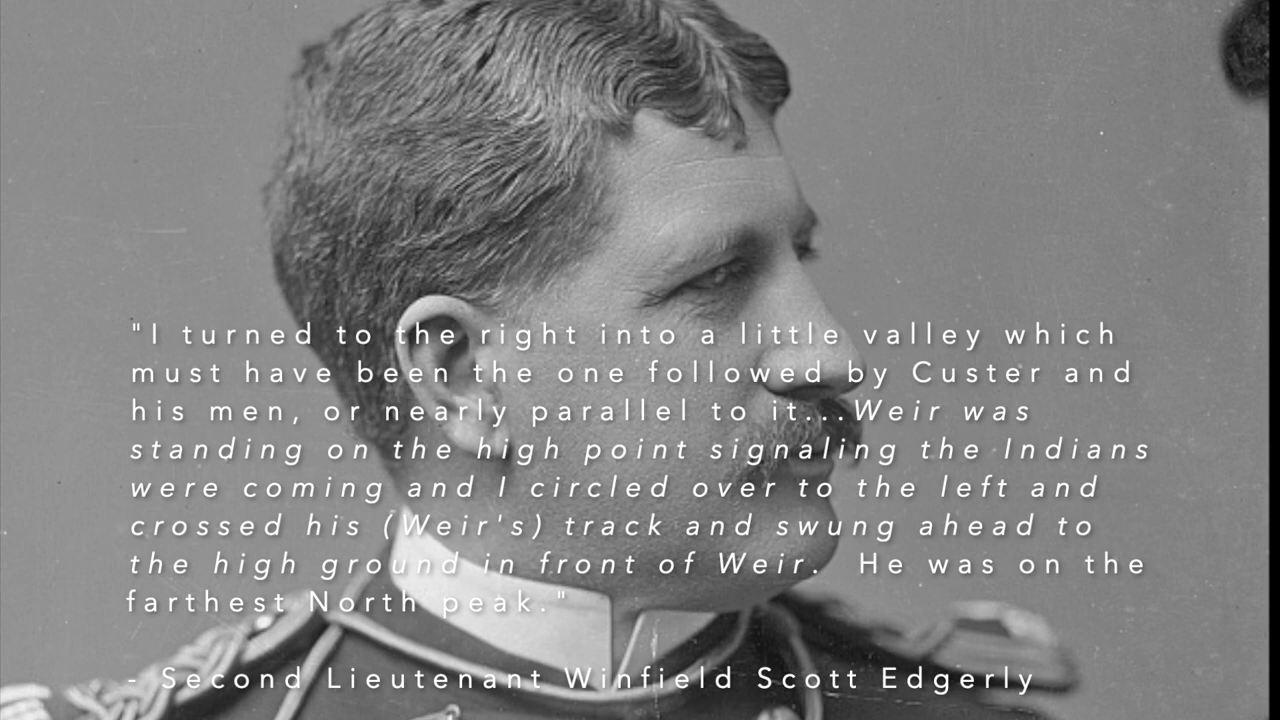 "I turned to the right into a little valley which
must have been the one followed by Custer and
his men, or nearly parallel to it...Weir was
standing on the high point signaling the Indians
were coming and I circled over to the left and
crossed his (Weir's) track and swung ahead to
the high ground in front of Weir. He was on the
farthest North peak."
- Second Lieutenant Winfield Scott Edgerly